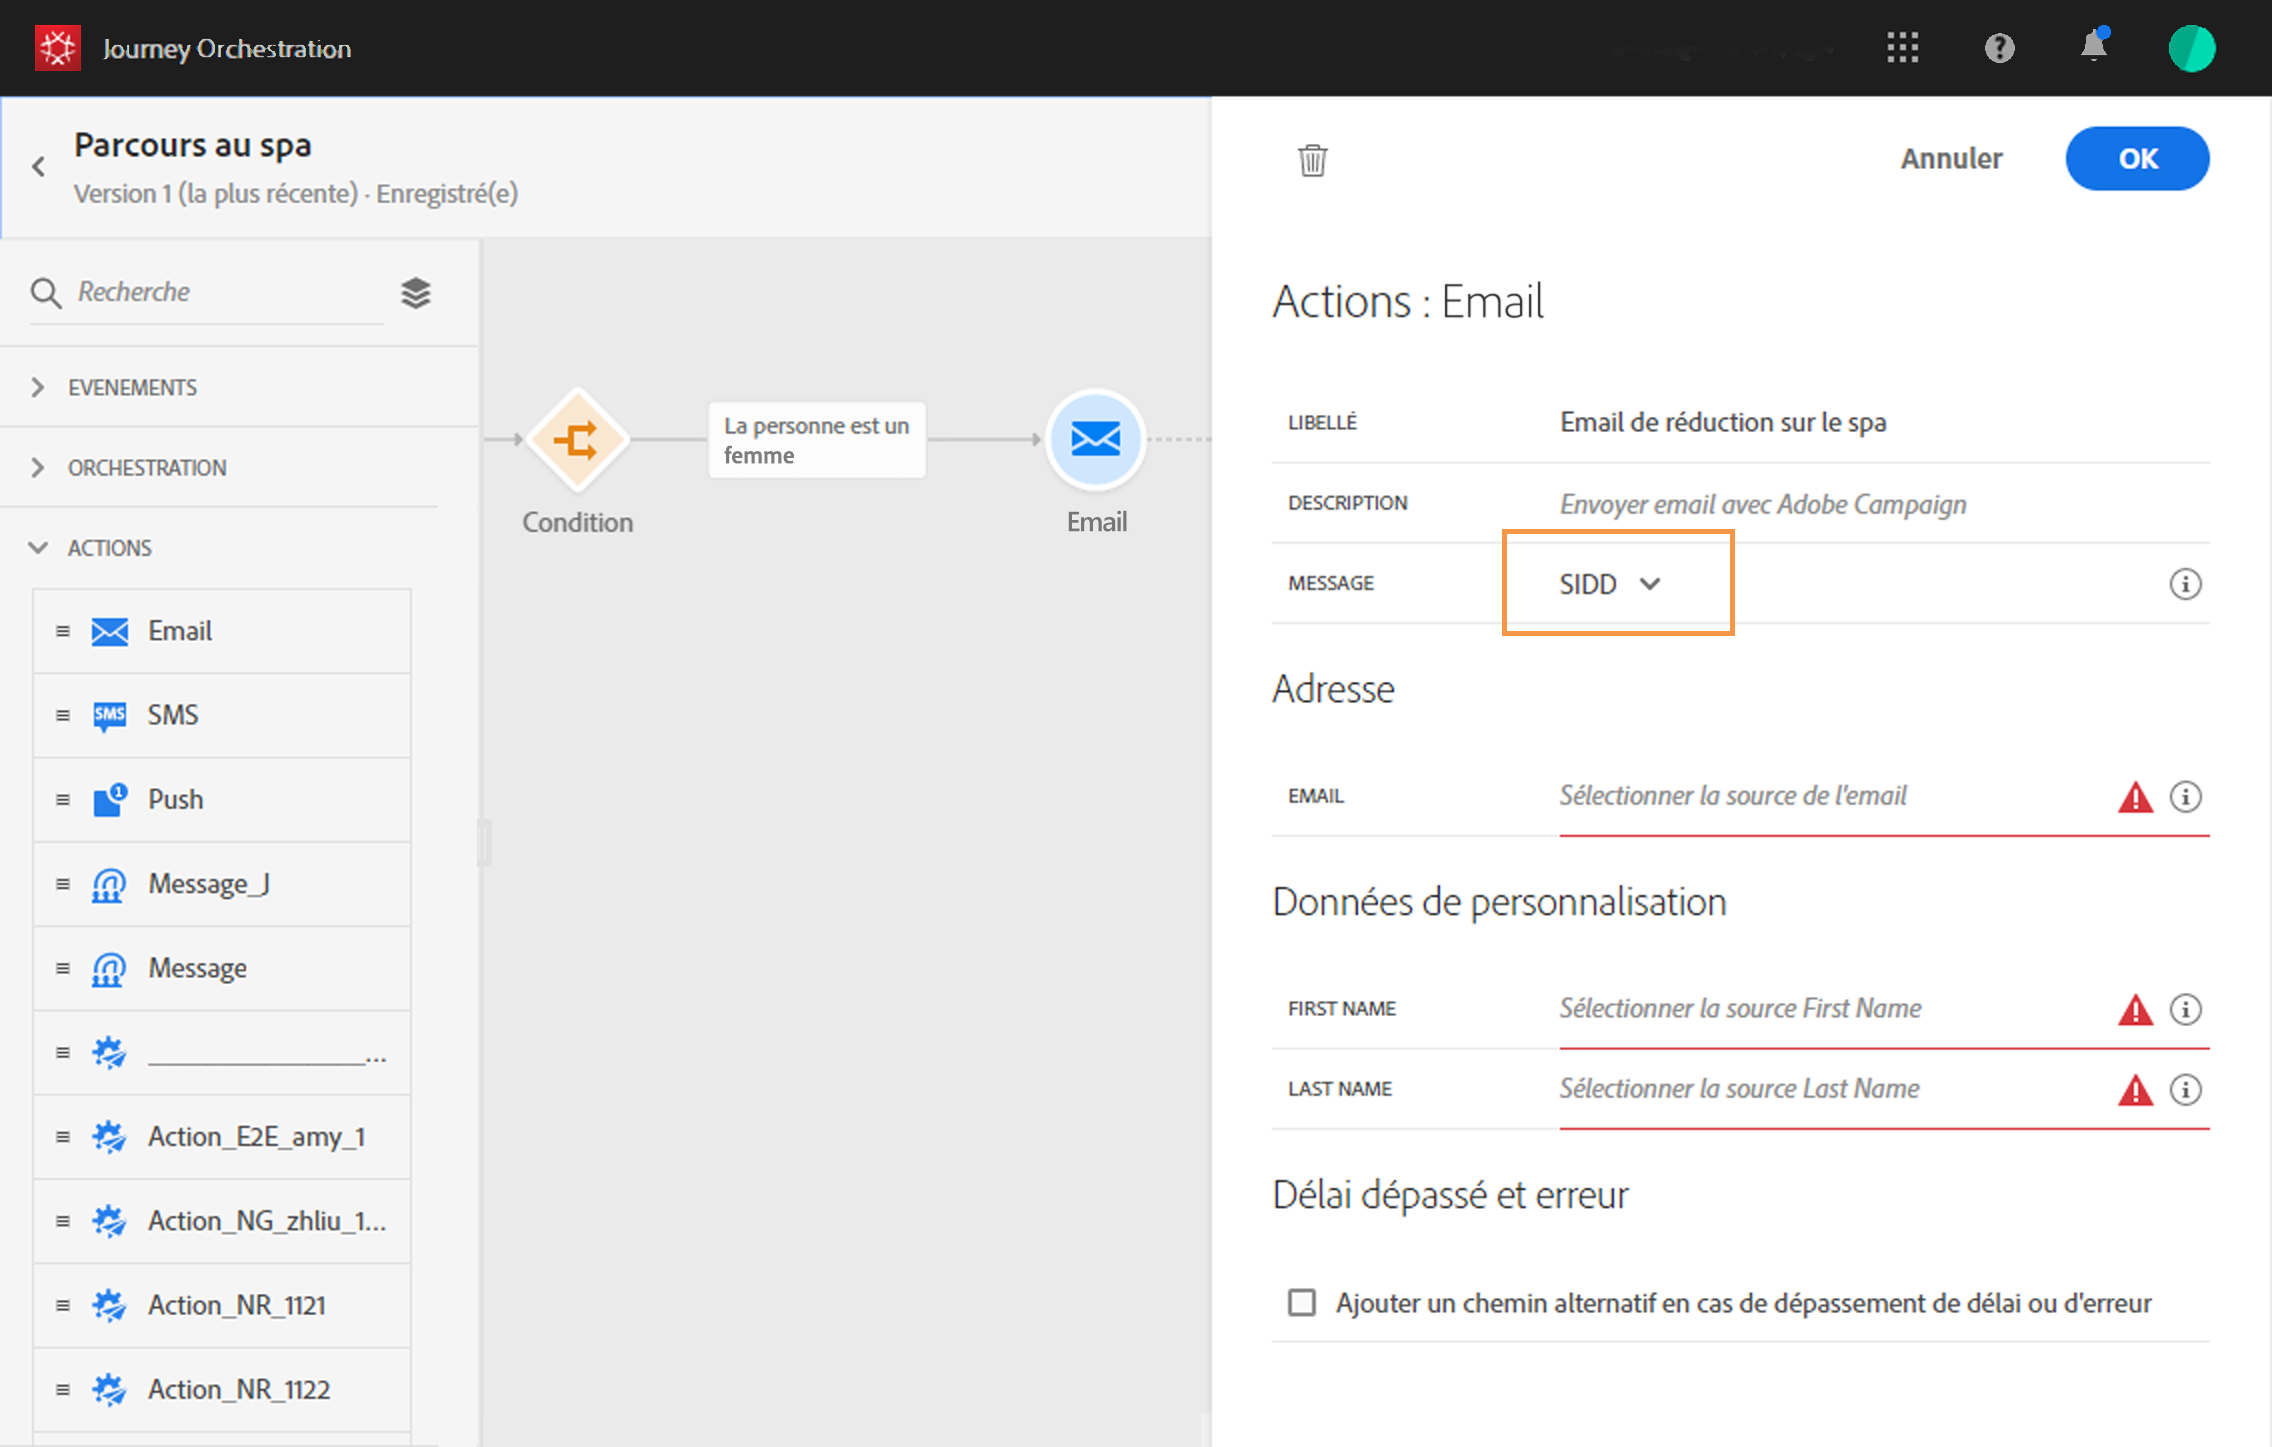 Journey Orchestration
Parcours au spa
Version 1 (la plus récente) · Enregistré(e)
Recherche
EVENEMENTS
ORCHESTRATION
ACTIONS
Email
SMS
SMS
1
Push
Message_J
Message
_________________...
Action_E2E_amy_1
Action_NG_zhliu_1...
Action_NR_1121
Action_NR_1122
Condition
La personne est un
femme
Email
Annuler
OK
Actions : Email
LIBELLÉ
Email de réduction sur le spa
DESCRIPTION
Envoyer email avec Adobe Campaign
MESSAGE
SIDD
Adresse
EMAIL
Sélectionner la source de l'email
Données de personnalisation
FIRST NAME
Sélectionner la source First Name
LAST NAME
Sélectionner la source Last Name
Délai dépassé et erreur
Ajouter un chemin alternatif en cas de dépassement de délai ou d'erreur